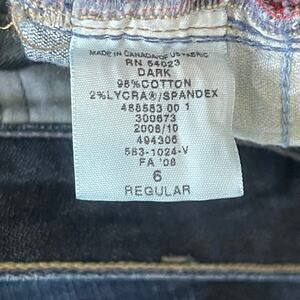 MADE IN CANADA OF US FABRIC
RN 54023
DARK
98%COTTON
2%LYCRA®/SPANDEX
488583 00 1
300673
2008/10
494306
583-1024-V
FA '08
6
REGULAR